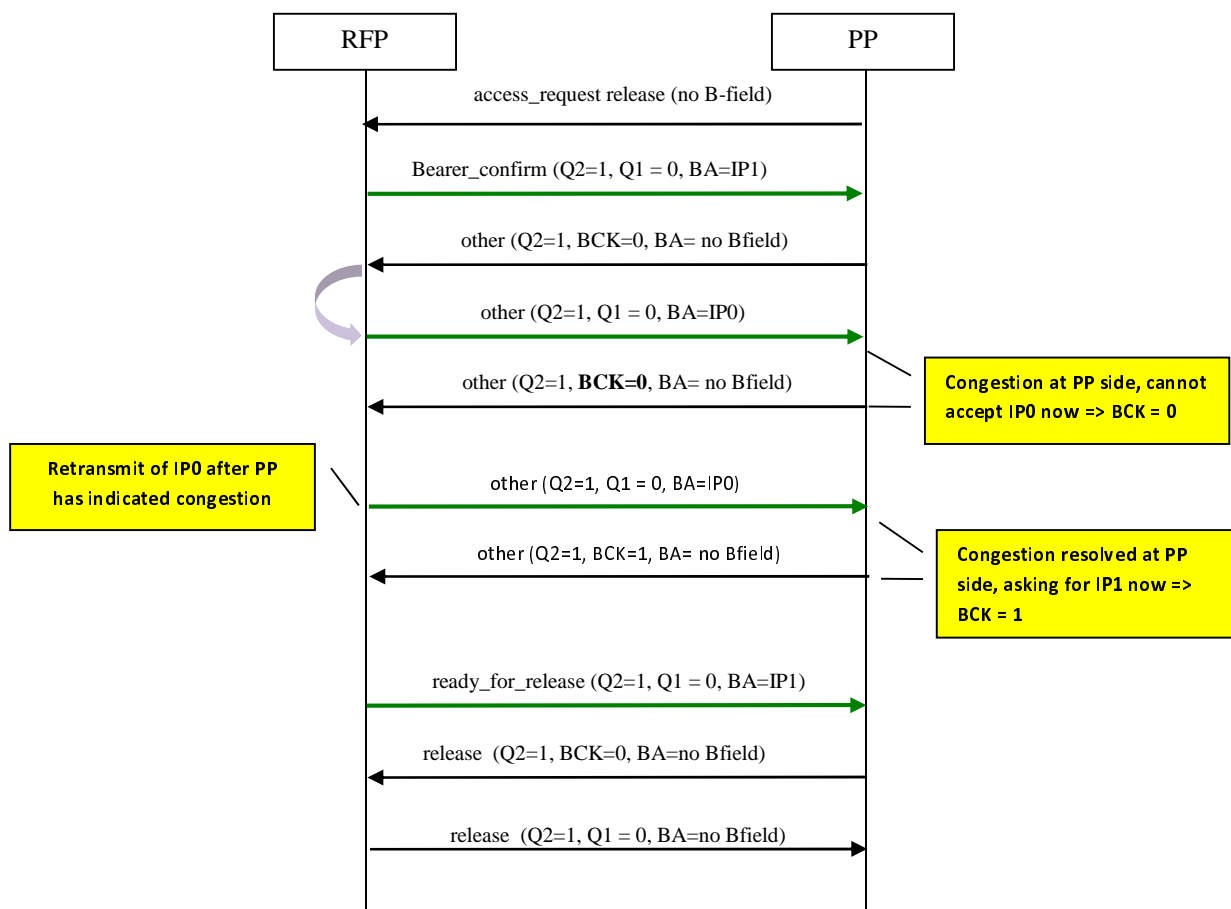 RFP
PP
access_request release (no B-field)
Bearer_confirm (Q2=1, Q1 = 0, BA=IP1)
other (Q2=1, BCK=0, BA= no Bfield)
other (Q2=1, Q1 = 0, BA=IP0)
Congestion at PP side, cannot
accept IP0 now => BCK = 0
other (Q2=1, BCK=0, BA= no Bfield)
Retransmit of IP0 after PP
has indicated congestion
other (Q2=1, Q1 = 0, BA=IP0)
other (Q2=1, BCK=1, BA= no Bfield)
Congestion resolved at PP
side, asking for IP1 now =>
BCK = 1
ready_for_release (Q2=1, Q1 = 0, BA=IP1)
release (Q2=1, BCK=0, BA=no Bfield)
release (Q2=1, Q1 = 0, BA=no Bfield)